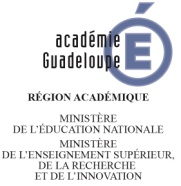 académie
Guadeloupe
É
RÉGION ACADÉMIQUE
MINISTÈRE
DE L'ÉDUCATION NATIONALE
MINISTÈRE
DE L'ENSEIGNEMENT SUPÉRIEUR,
DE LA RECHERCHE
ET DE L'INNOVATION